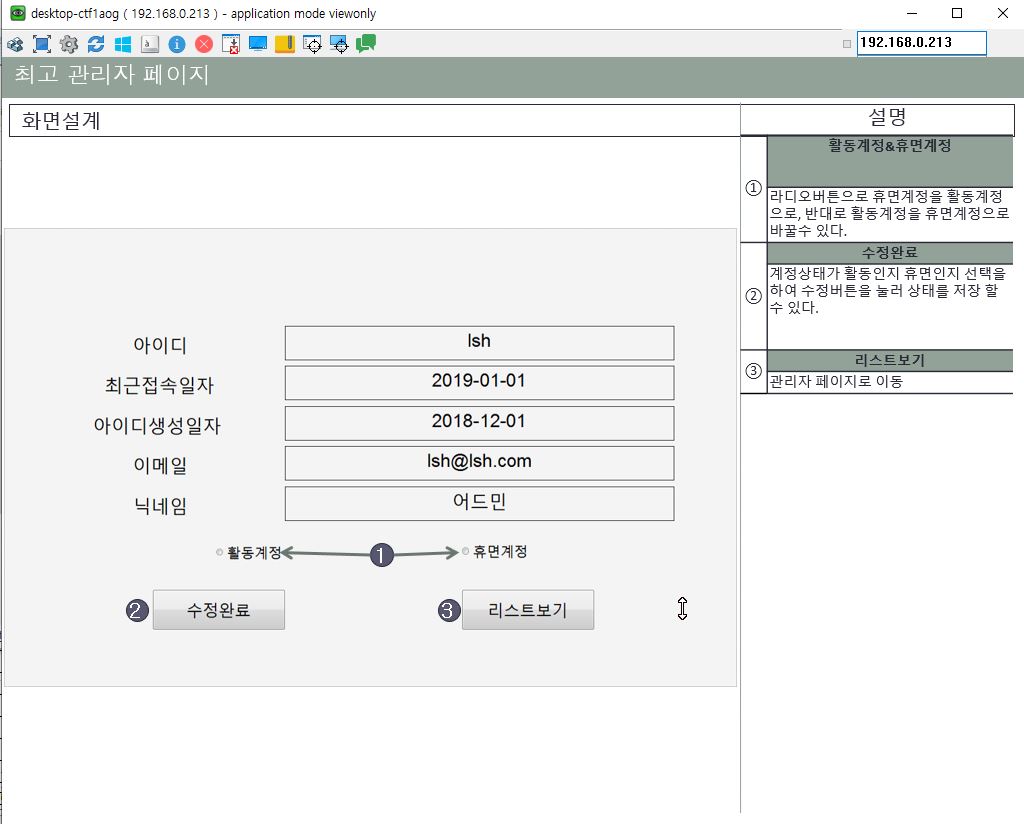 desktop-ctf1aog ( 192.168.0.213 ) - application mode viewonly
192.168.0.213
최고 관리자 페이지
화면설계
설명
①
활동계정&휴면계정
라디오버튼으로 휴면계정을 활동계정
으로, 반대로 활동계정을 휴면계정으로
바꿀수 있다.
②
수정완료
계정상태가 활동인지 휴면인지 선택을
하여 수정버튼을 눌러 상태를 저장 할
수 있다.
③
리스트보기
관리자 페이지로 이동
아이디 lsh
최근접속일자 2019-01-01
아이디생성일자 2018-12-01
이메일 lsh@lsh.com
닉네임 어드민
활동계정 1 휴면계정
2 수정완료 3 리스트보기